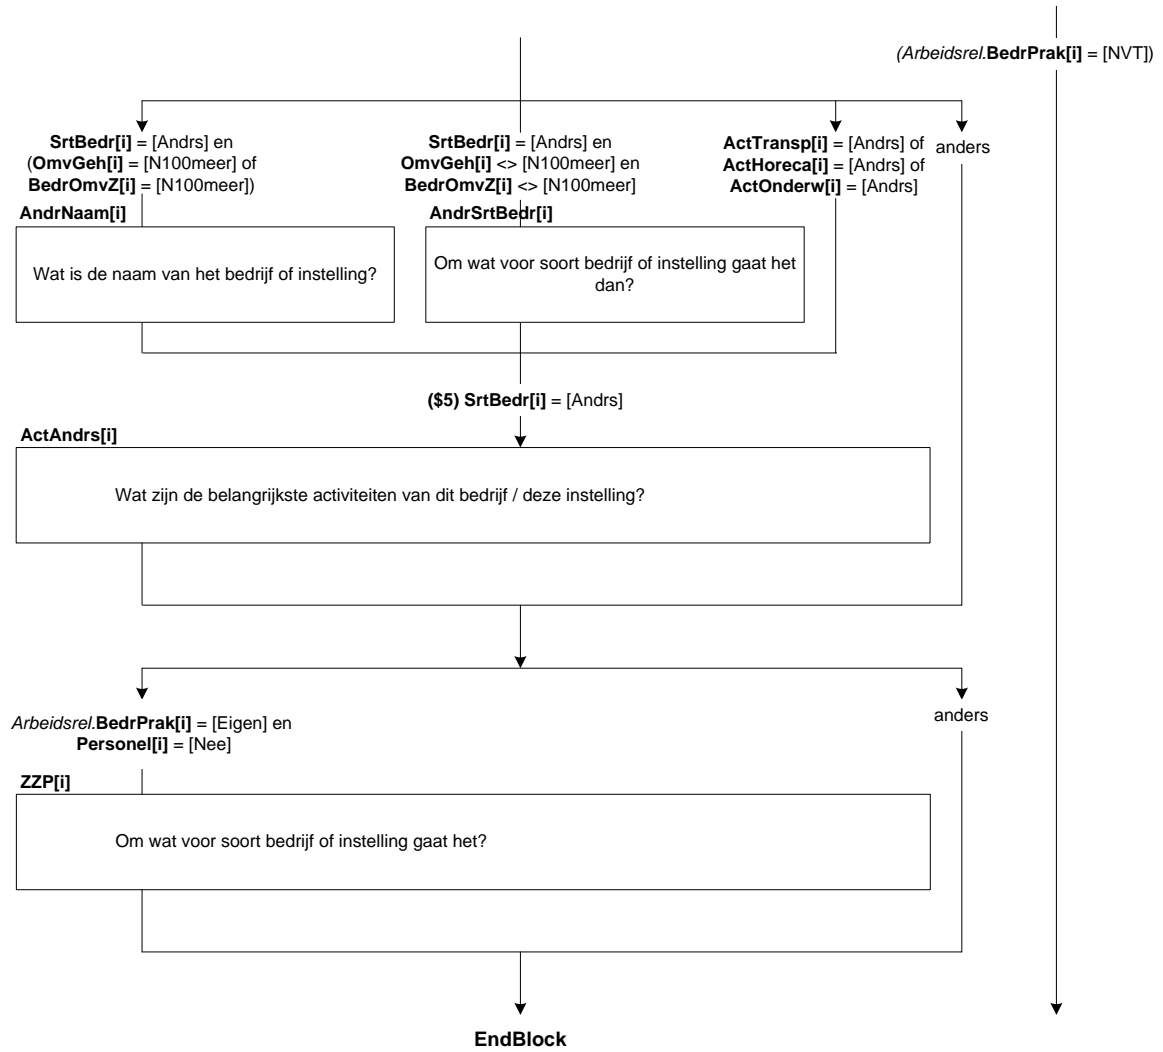 (Arbeidsrel.BedrPrak[i] = [NVT])
SrtBedr[i] = [Andrs] en
(OmvGeh[i] = [N100meer] of
BedrOmvZ[i] = [N100meer])
SrtBedr[i] = [Andrs] en
OmvGeh[i] <> [N100meer] en
BedrOmvZ[i] <> [N100meer]
ActTransp[i] = [Andrs] of
ActHoreca[i] = [Andrs] of
ActOnderw[i] = [Andrs]
anders
AndrNaam[i]
Wat is de naam van het bedrijf of instelling?
AndrSrtBedr[i]
Om wat voor soort bedrijf of instelling gaat het
dan?
($5) SrtBedr[i] = [Andrs]
ActAndrs[i]
Wat zijn de belangrijkste activiteiten van dit bedrijf / deze instelling?
Arbeidsrel.BedrPrak[i] = [Eigen] en
Personel[i] = [Nee]
anders
ZZP[i]
Om wat voor soort bedrijf of instelling gaat het?
EndBlock